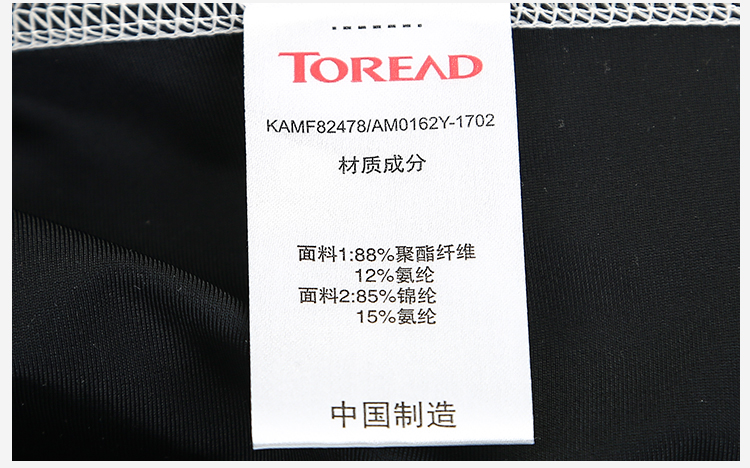 TOREAD
KAMF82478/AM0162Y-1702
材质成分
面料1:88%聚酯纤维
12%氨纶
面料2:85%锦纶
15%氨纶
中国制造